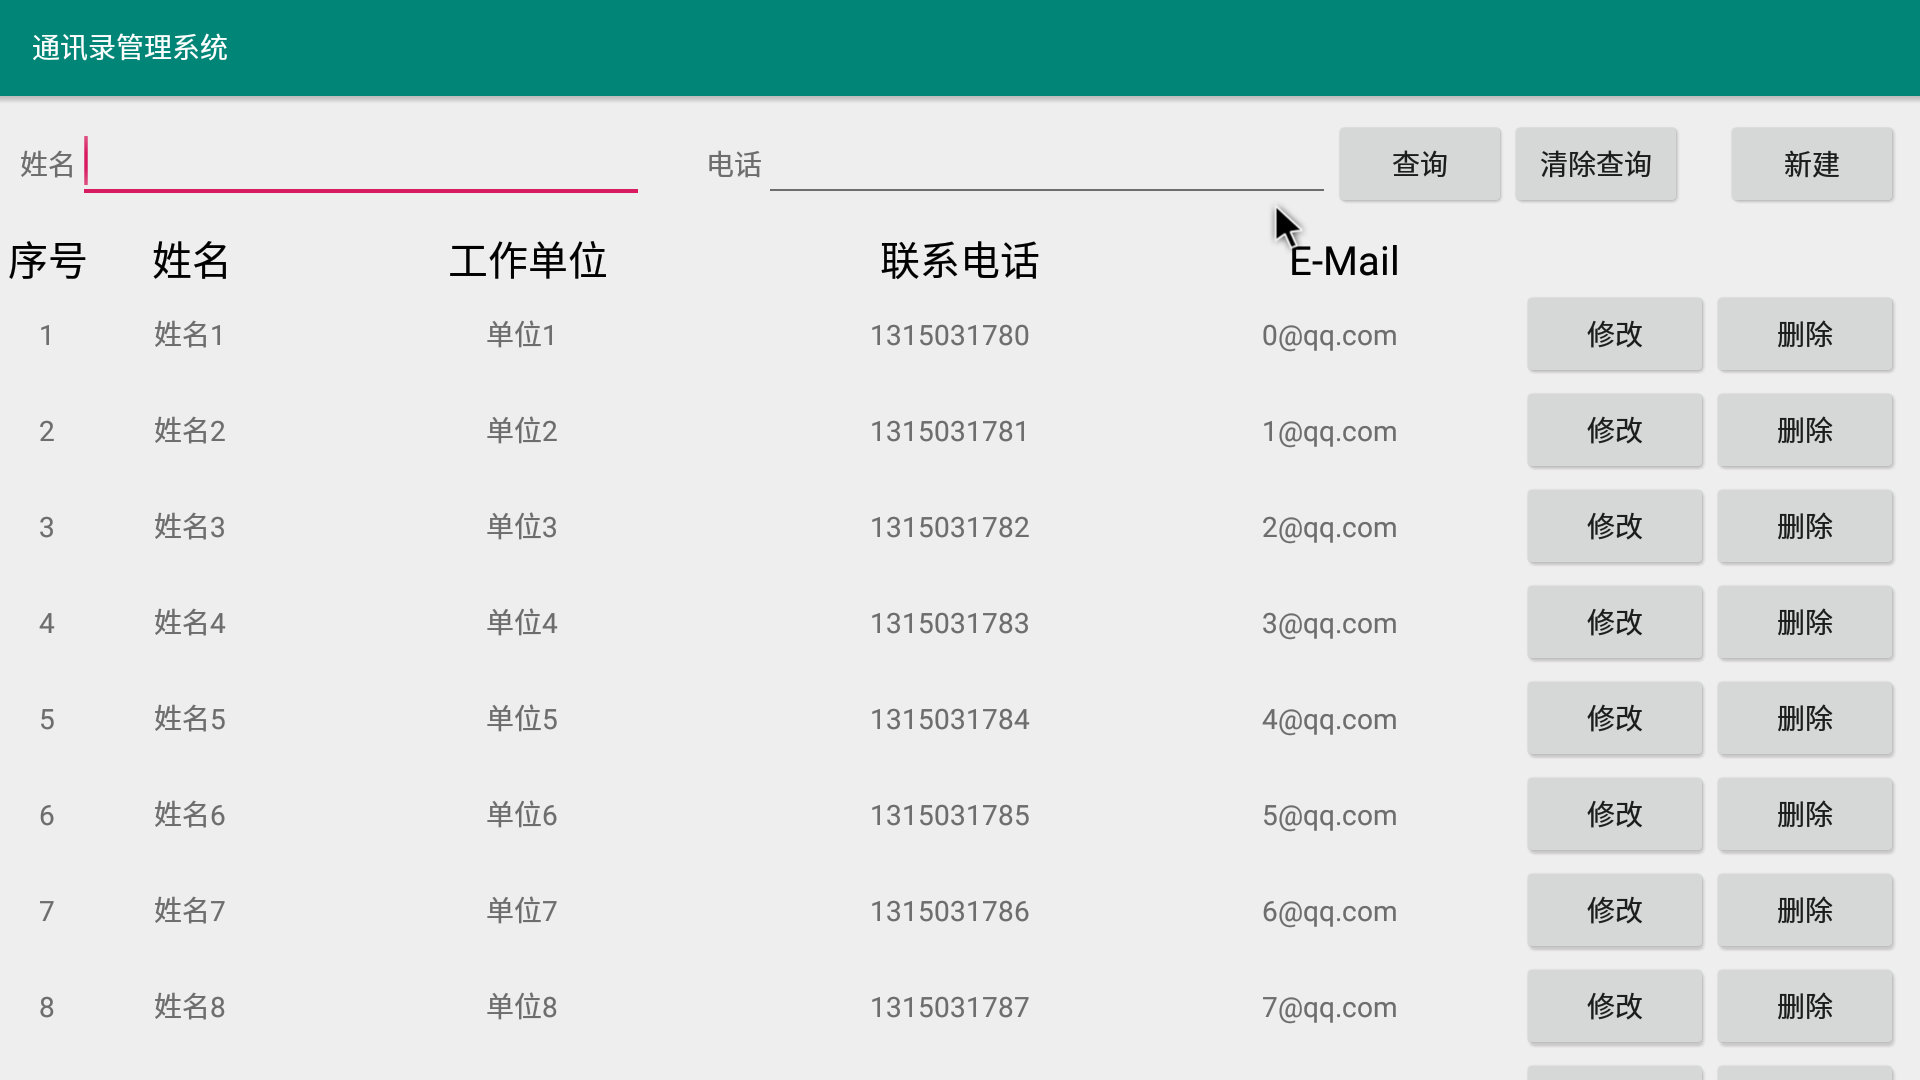 通讯录管理系统
姓名 电话 查询 清除查询 新建
序号 姓名 工作单位 联系电话 E-Mail
1 姓名1 单位1 1315031780 0@qq.com 修改 删除
2 姓名2 单位2 1315031781 1@qq.com 修改 删除
3 姓名3 单位3 1315031782 2@qq.com 修改 删除
4 姓名4 单位4 1315031783 3@qq.com 修改 删除
5 姓名5 单位5 1315031784 4@qq.com 修改 删除
6 姓名6 单位6 1315031785 5@qq.com 修改 删除
7 姓名7 单位7 1315031786 6@qq.com 修改 删除
8 姓名8 单位8 1315031787 7@qq.com 修改 删除